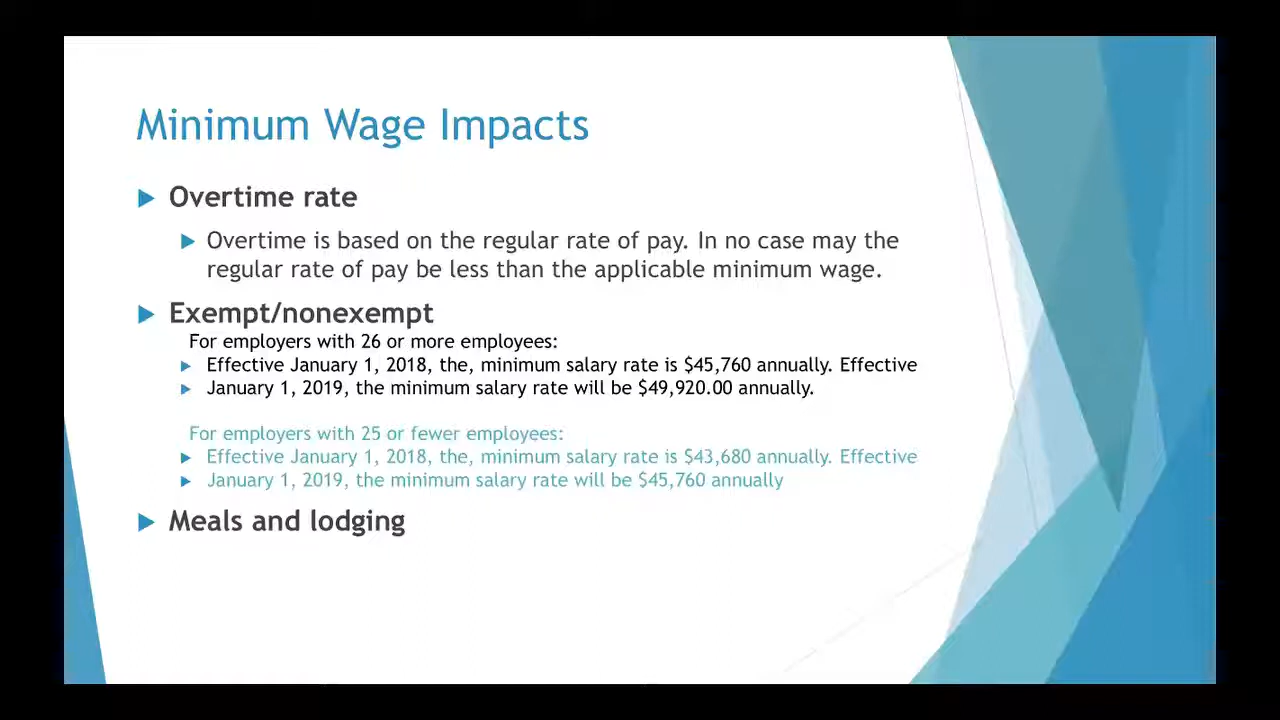 Minimum Wage Impacts
Overtime rate
Overtime is based on the regular rate of pay. In no case may the
regular rate of pay be less than the applicable minimum wage.
Exempt/nonexempt
For employers with 26 or more employees:
Effective January 1, 2018, the, minimum salary rate is $45,760 annually. Effective
January 1, 2019, the minimum salary rate will be $49,920.00 annually.
For employers with 25 or fewer employees:
Effective January 1, 2018, the, minimum salary rate is $43,680 annually. Effective
January 1, 2019, the minimum salary rate will be $45,760 annually
Meals and lodging